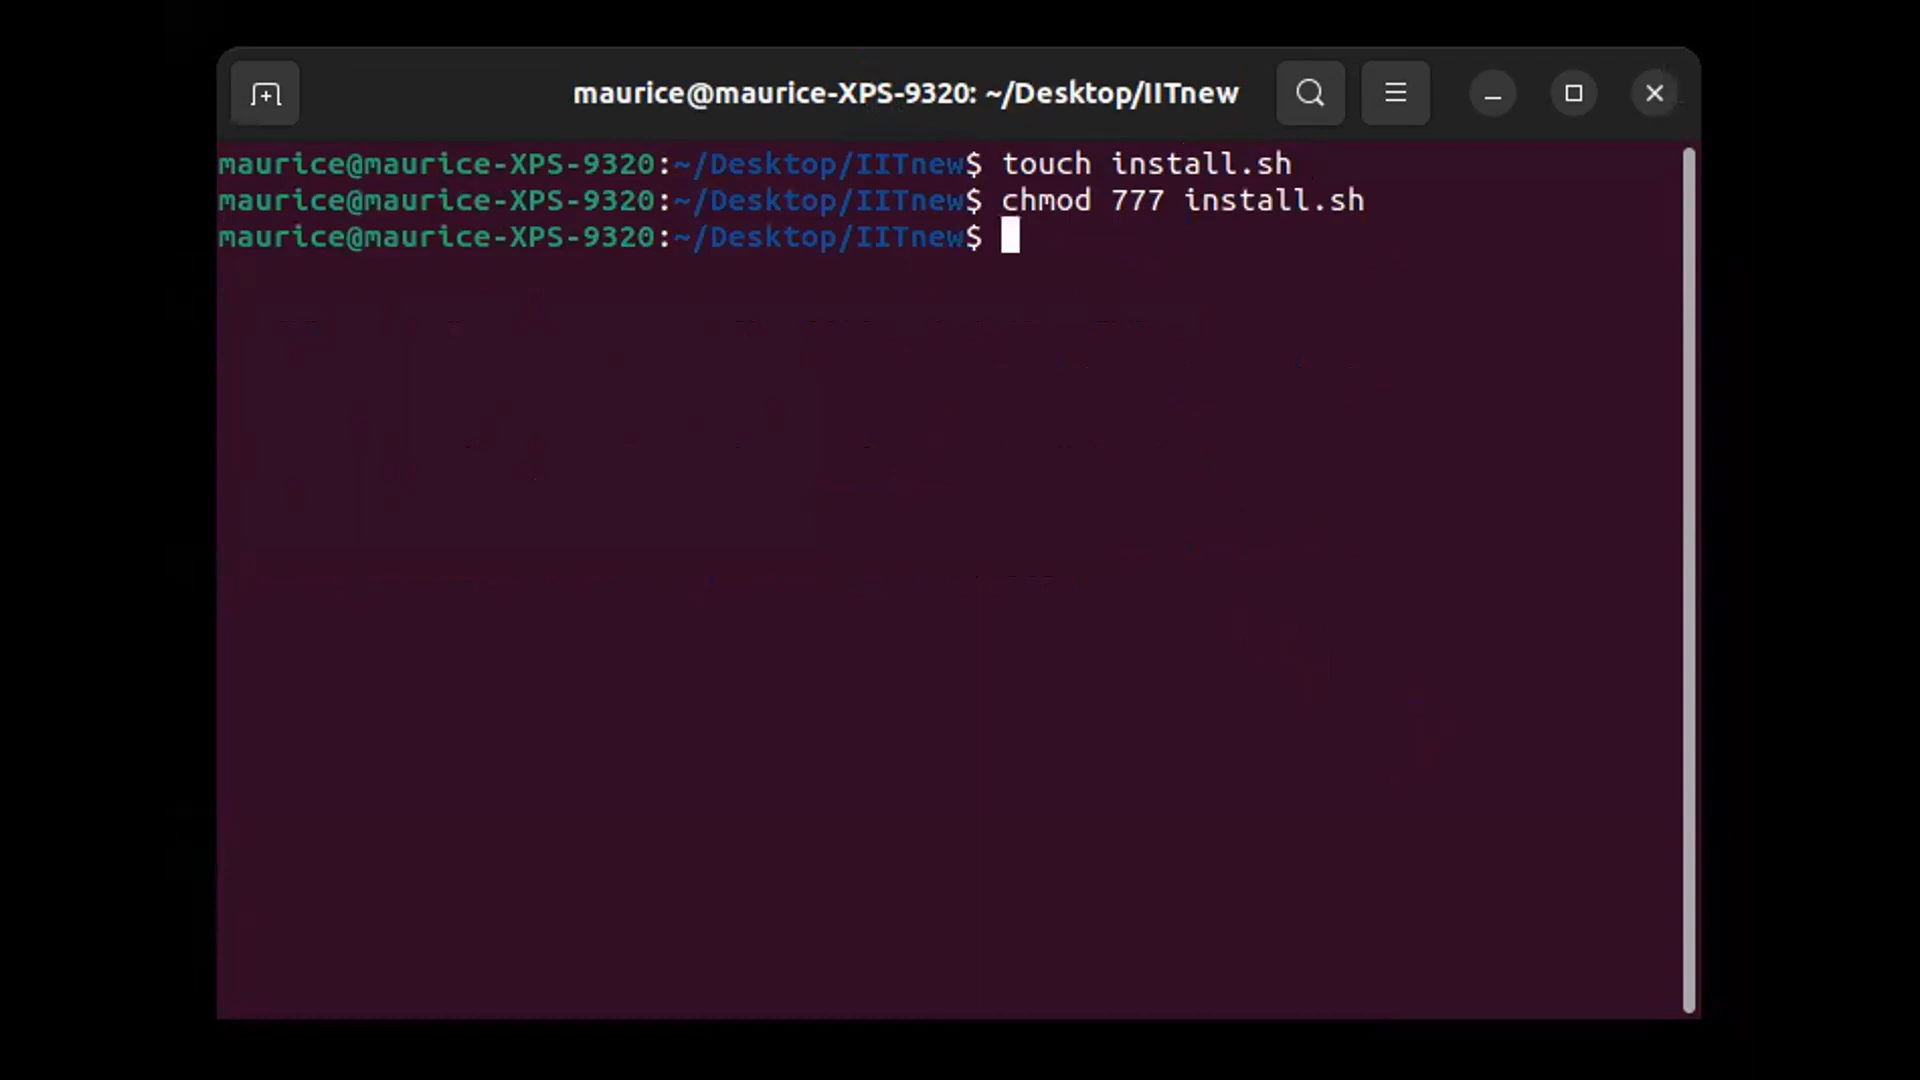 maurice@maurice-XPS-9320: ~/Desktop/IITnew
maurice@maurice-XPS-9320:~/Desktop/IITnew$ touch install.sh
maurice@maurice-XPS-9320:~/Desktop/IITnew$ chmod 777 install.sh
maurice@maurice-XPS-9320:~/Desktop/IITnew$